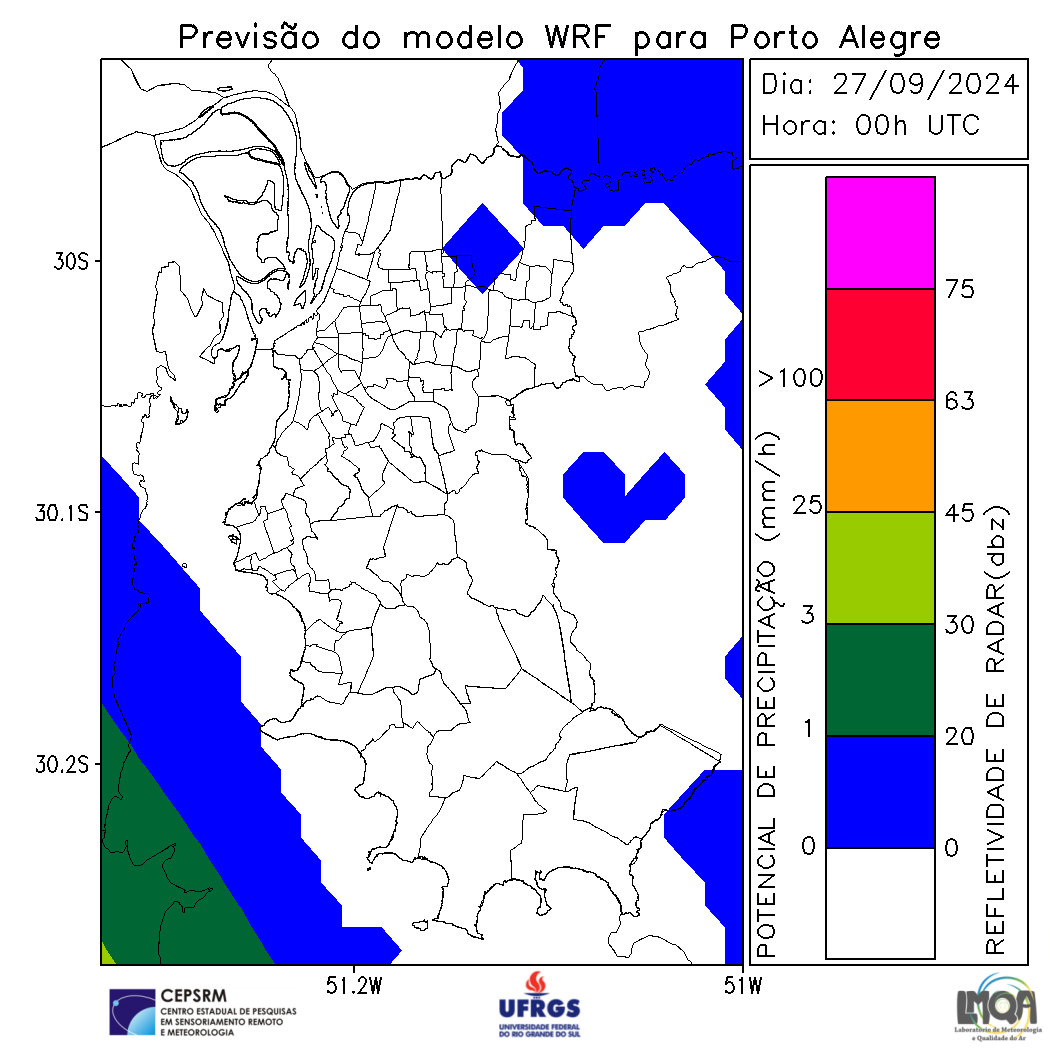 Previsão do modelo WRF para Porto Alegre
Dia: 27/09/2024
Hora: 00h UTC
30S
30.1S
30.2S
51.2W
51W
POTENCIAL DE PRECIPITAÇÃO (mm/h)
>100
25
3
1
0
75
63
45
30
20
0
REFLETIVIDADE DE RADAR(dbz)
CEPSRM
CENTRO ESTADUAL DE PESQUISAS
EM SENSORIAMENTO REMOTO
E METEOROLOGIA
UFRGS
UNIVERSIDADE FEDERAL
DO RIO GRANDE DO SUL
LMQA
Laboratório de Meteorologia
e Qualidade do Ar